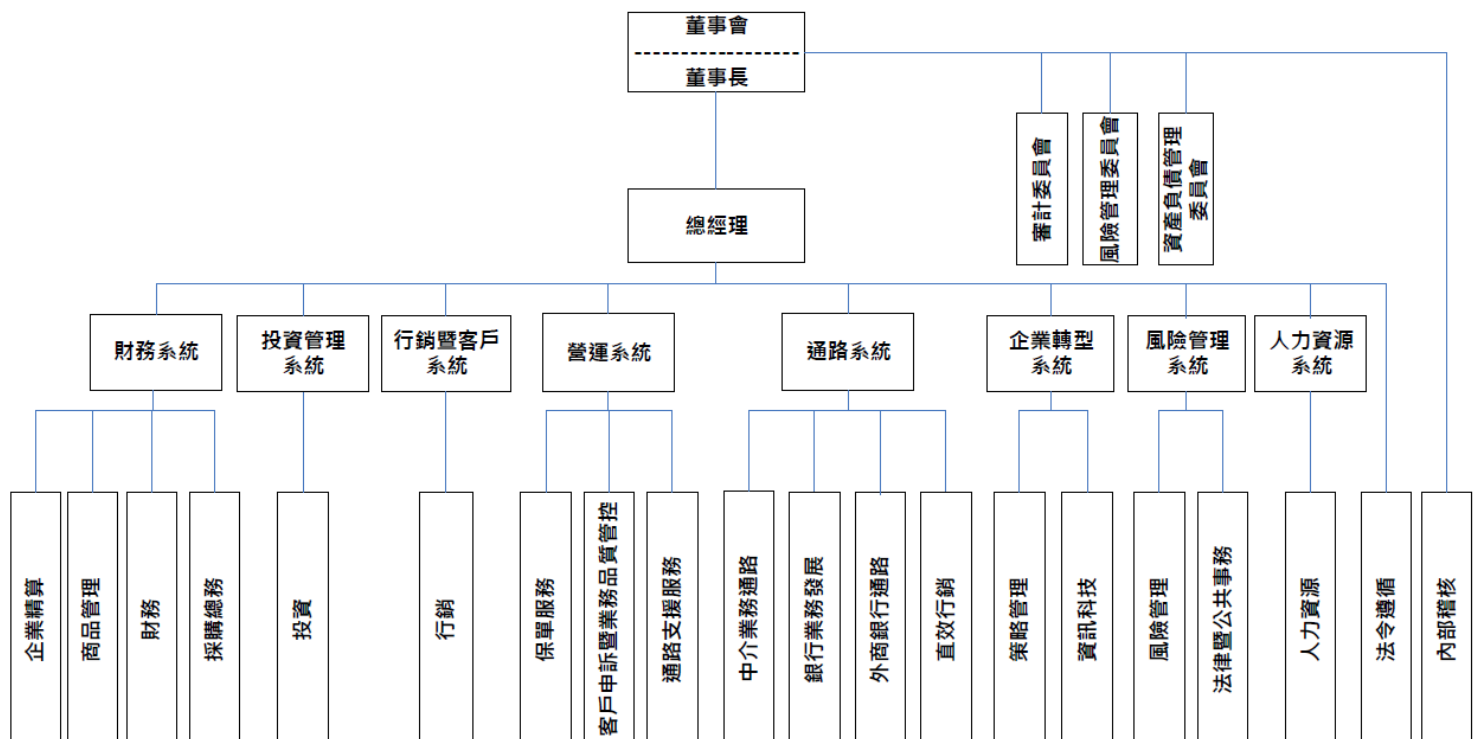 董事會
董事長
審計委員會
風險管理委員會
資產負債管理
委員會
總經理
財務系統
投資管理
系統
行銷暨客戶
系統
營運系統
通路系統
企業轉型
系統
風險管理
系統
人力資源
系統
企業精算
商品管理
財務
採購總務
投資
行銷
保單服務
客戶申訴暨業務品質管控
通路支援服務
中介業務通路
銀行業務發展
外商銀行通路
直效行銷
策略管理
資訊科技
風險管理
法律暨公共事務
人力資源
法令遵循
內部稽核